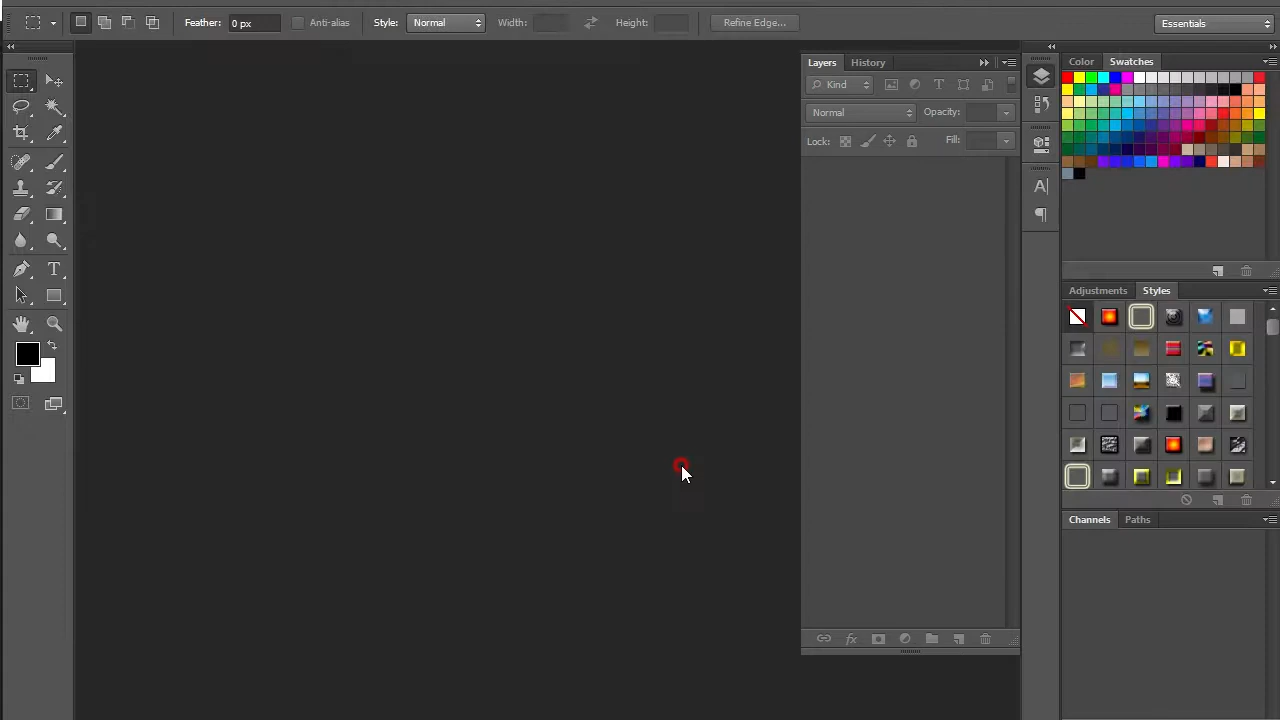 Feather: 0 px Anti-alias Style: Normal Width: Height: Refine Edge... Essentials
Layers History
Color Swatches
Kind
Normal Opacity:
Lock: Fill:
Adjustments Styles
Channels Paths